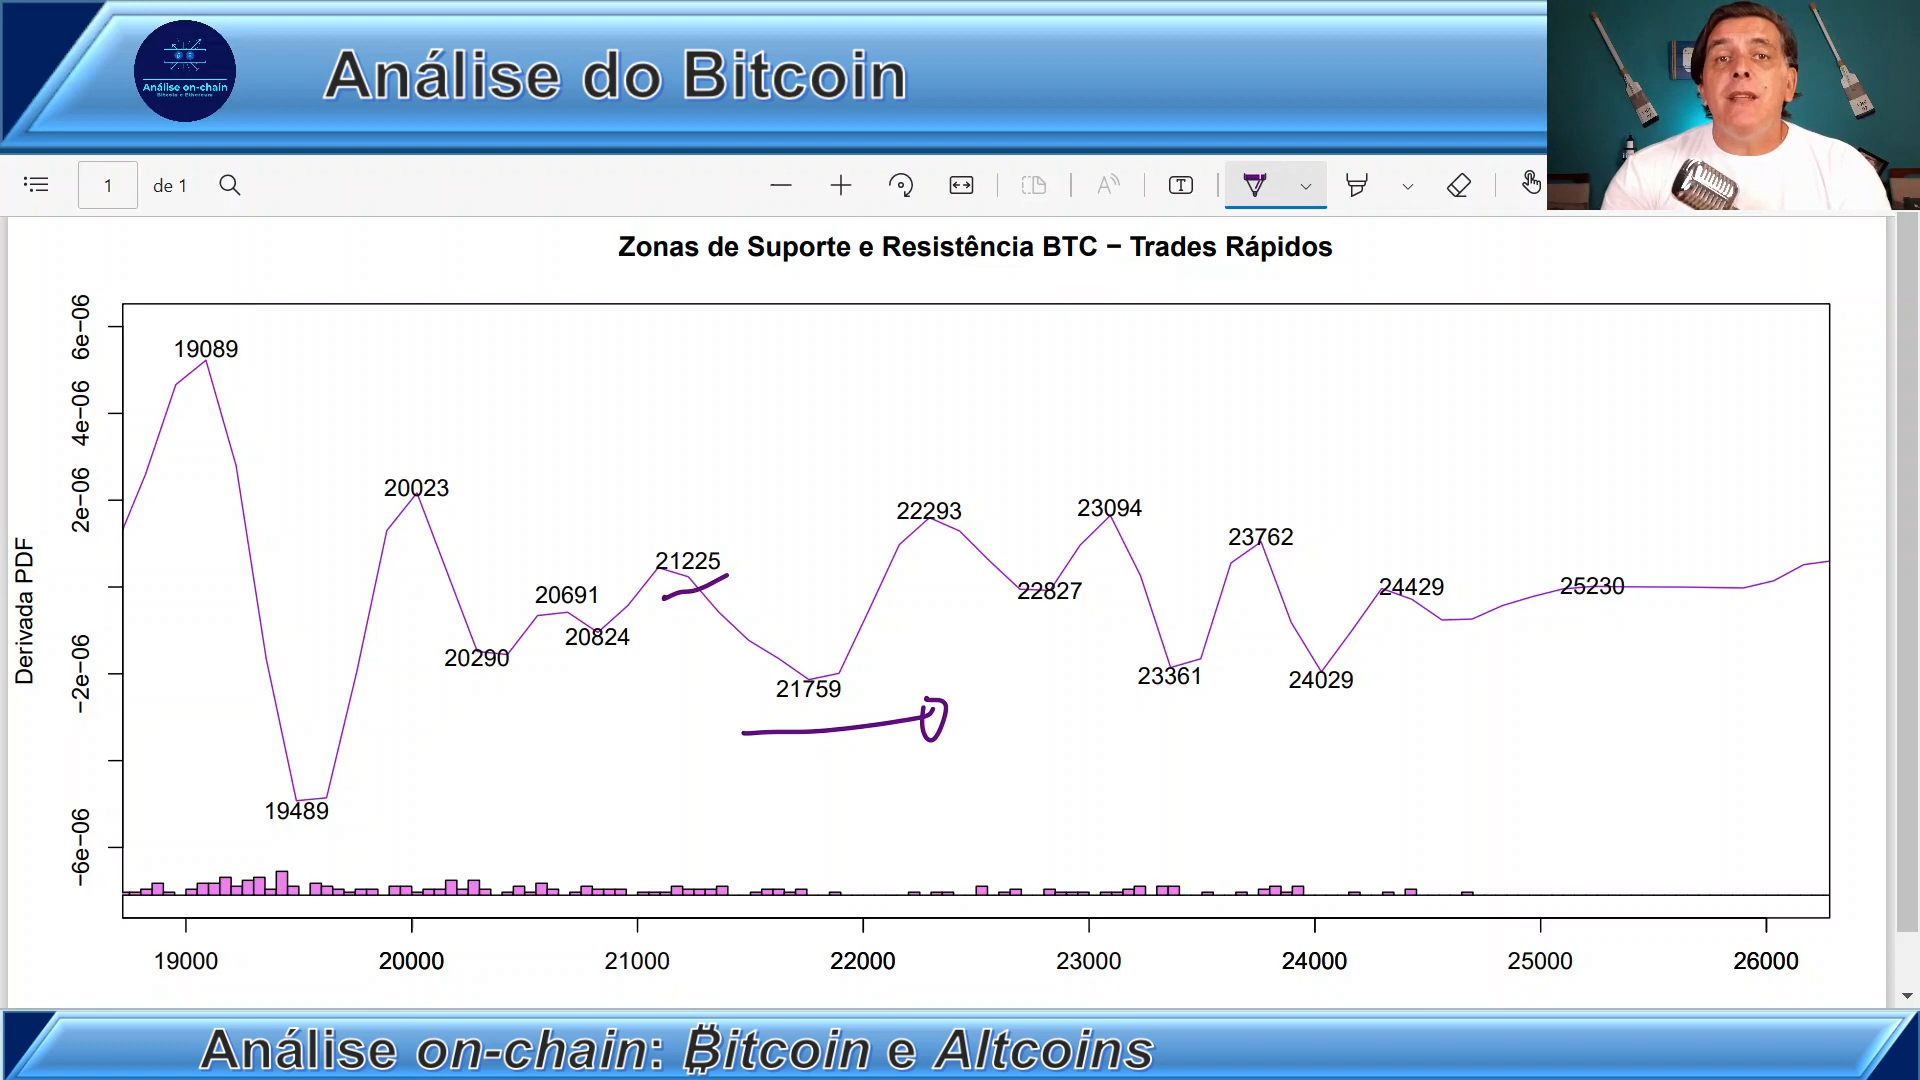 Análise on-chain
Bitcoin e Ethereum
Análise do Bitcoin
1 de 1
Zonas de Suporte e Resistência BTC − Trades Rápidos
Derivada PDF
6e−06
4e−06
2e−06
−2e−06
−6e−06
19089
19489
20023
20290
20691
20824
21225
21759
22293
22827
23094
23361
23762
24029
24429
25230
19000 20000 21000 22000 23000 24000 25000 26000
Análise on-chain: ₿itcoin e Altcoins